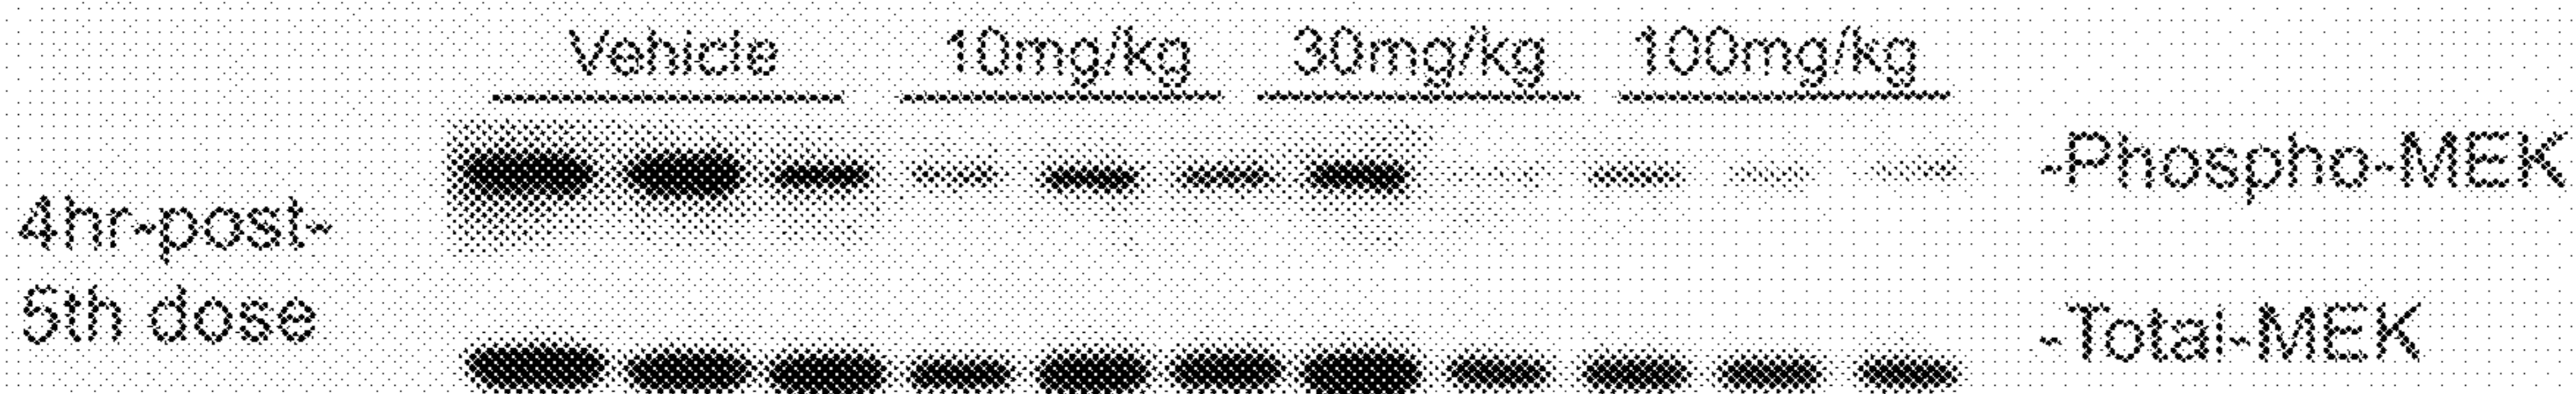 Vehicle 10mg/kg 30mg/kg 100mg/kg
-Phospho-MEK
4hr-post-
5th dose
-Total-MEK